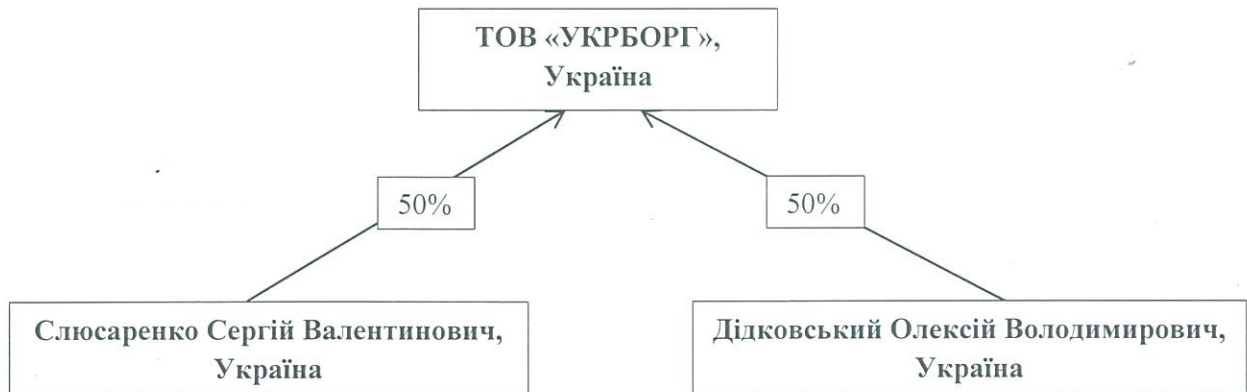 ТОВ «УКРБОРГ»,
Україна
50%
50%
Слюсаренко Сергій Валентинович,
Україна
Дідковський Олексій Володимирович,
Україна